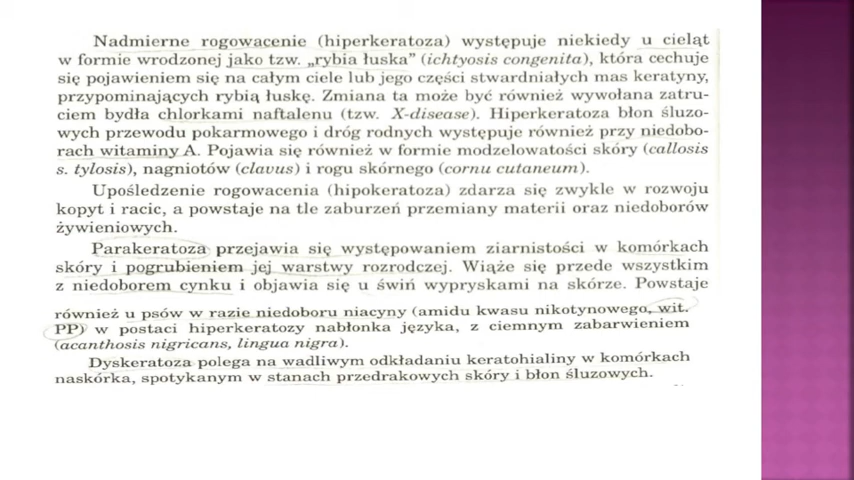 Nadmierne rogowacenie (hiperkeratoza) występuje niekiedy u cieląt
w formie wrodzonej jako tzw. „rybia łuska" (ichtyosis congenita), która cechuje
się pojawieniem się na całym ciele lub jego części stwardniałych mas keratyny,
przypominających rybią łuskę. Zmiana ta może być również wywołana zatru-
ciem bydła chlorkami naftalenu (tzw. X-disease). Hiperkeratoza błon śluzo-
wych przewodu pokarmowego i dróg rodnych występuje również przy niedobo-
rach witaminy A. Pojawia się również w formie modzelowatości skóry (callosis
s. tylosis), nagniotów (clavus) i rogu skórnego (cornu cutaneum).
Upośledzenie rogowacenia (hipokeratoza) zdarza się zwykle w rozwoju
kopyt i racic, a powstaje na tle zaburzeń przemiany materii oraz niedoborów
żywieniowych.
Parakeratoza przejawia się występowaniem ziarnistości w komórkach
skóry i pogrubieniem jej warstwy rozrodczej. Wiąże się przede wszystkim
z niedoborem cynku i objawia się u świń wypryskami na skórze. Powstaje
również u psów w razie niedoboru niacyny (amidu kwasu nikotynowego, wit.
PP) w postaci hiperkeratozy nabłonka języka, z ciemnym zabarwieniem
(acanthosis nigricans, lingua nigra).
Dyskeratoza polega na wadliwym odkładaniu keratohialiny w komórkach
naskórka, spotykanym w stanach przedrakowych skóry i błon śluzowych.